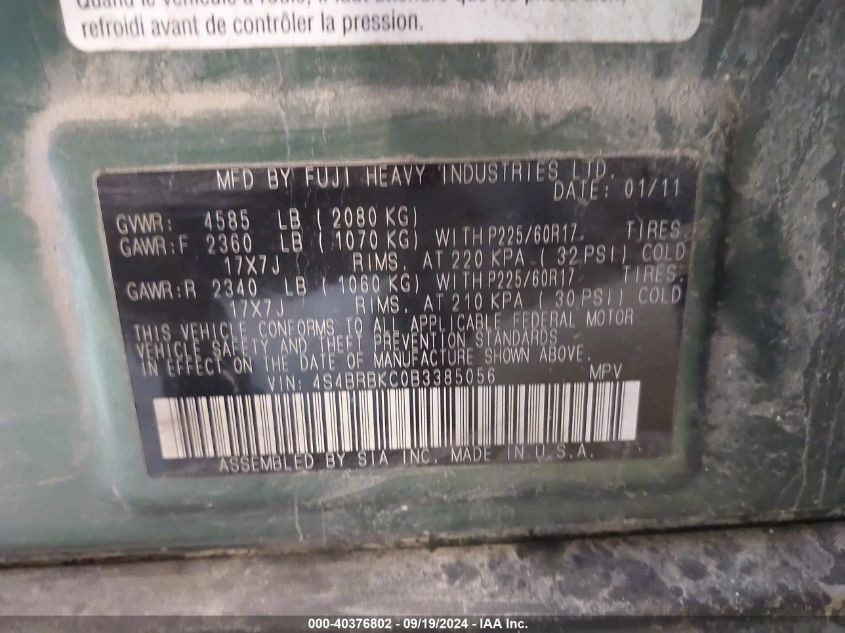 refroidi avant de contrôler la pression.
MFD BY FUJI HEAVY INDUSTRIES LTD.
DATE: 01/11
GVWR: 4585 LB ( 2080 KG)
GAWR:F 2360 LB ( 1070 KG) WITH P225/60R17. TIRES.
17X7J RIMS, AT 220 KPA ( 32 PSI) COLD
GAWR:R 2340 LB ( 1060 KG) WITH P225/60R17 TIRES.
17X7J RIMS, AT 210 KPA ( 30 PSI) COLD
THIS VEHICLE CONFORMS TO ALL APPLICABLE FEDERAL MOTOR
VEHICLE SAFETY AND THEFT PREVENTION STANDARDS
IN EFFECT ON THE DATE OF MANUFACTURE SHOWN ABOVE.
VIN: 4S4BRBKC0B3385056 MPV
ASSEMBLED BY SIA INC. MADE IN U.S.A.
000-40376802 - 09/19/2024 - IAA Inc.